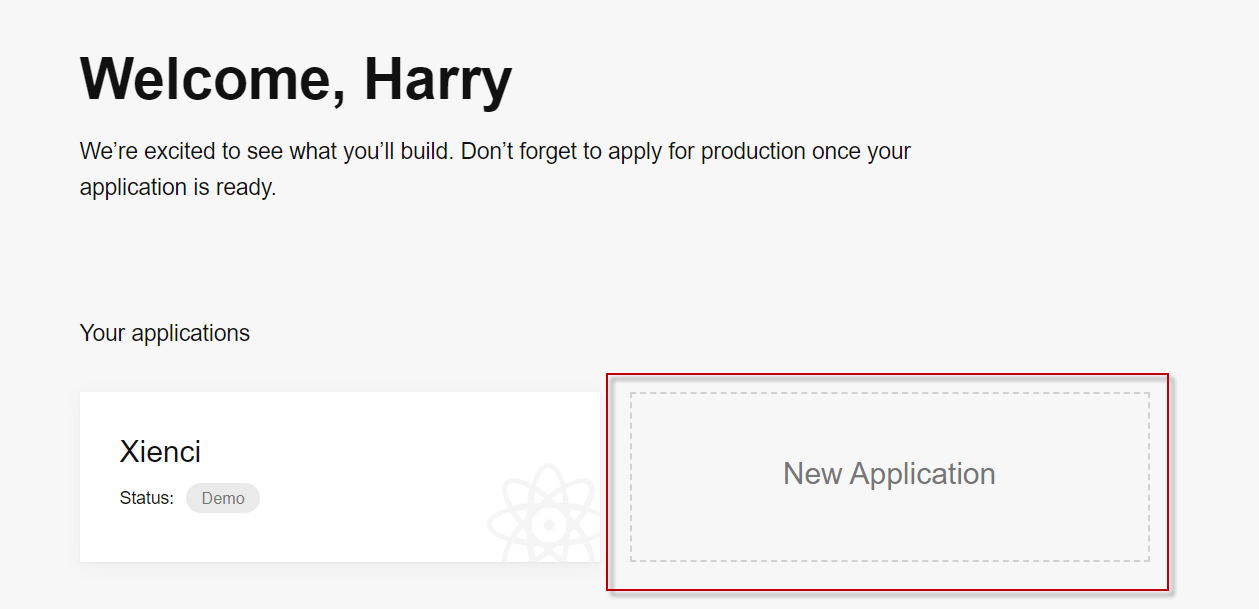 Welcome, Harry
We’re excited to see what you’ll build. Don’t forget to apply for production once your
application is ready.
Your applications
Xienci
Status: Demo
New Application